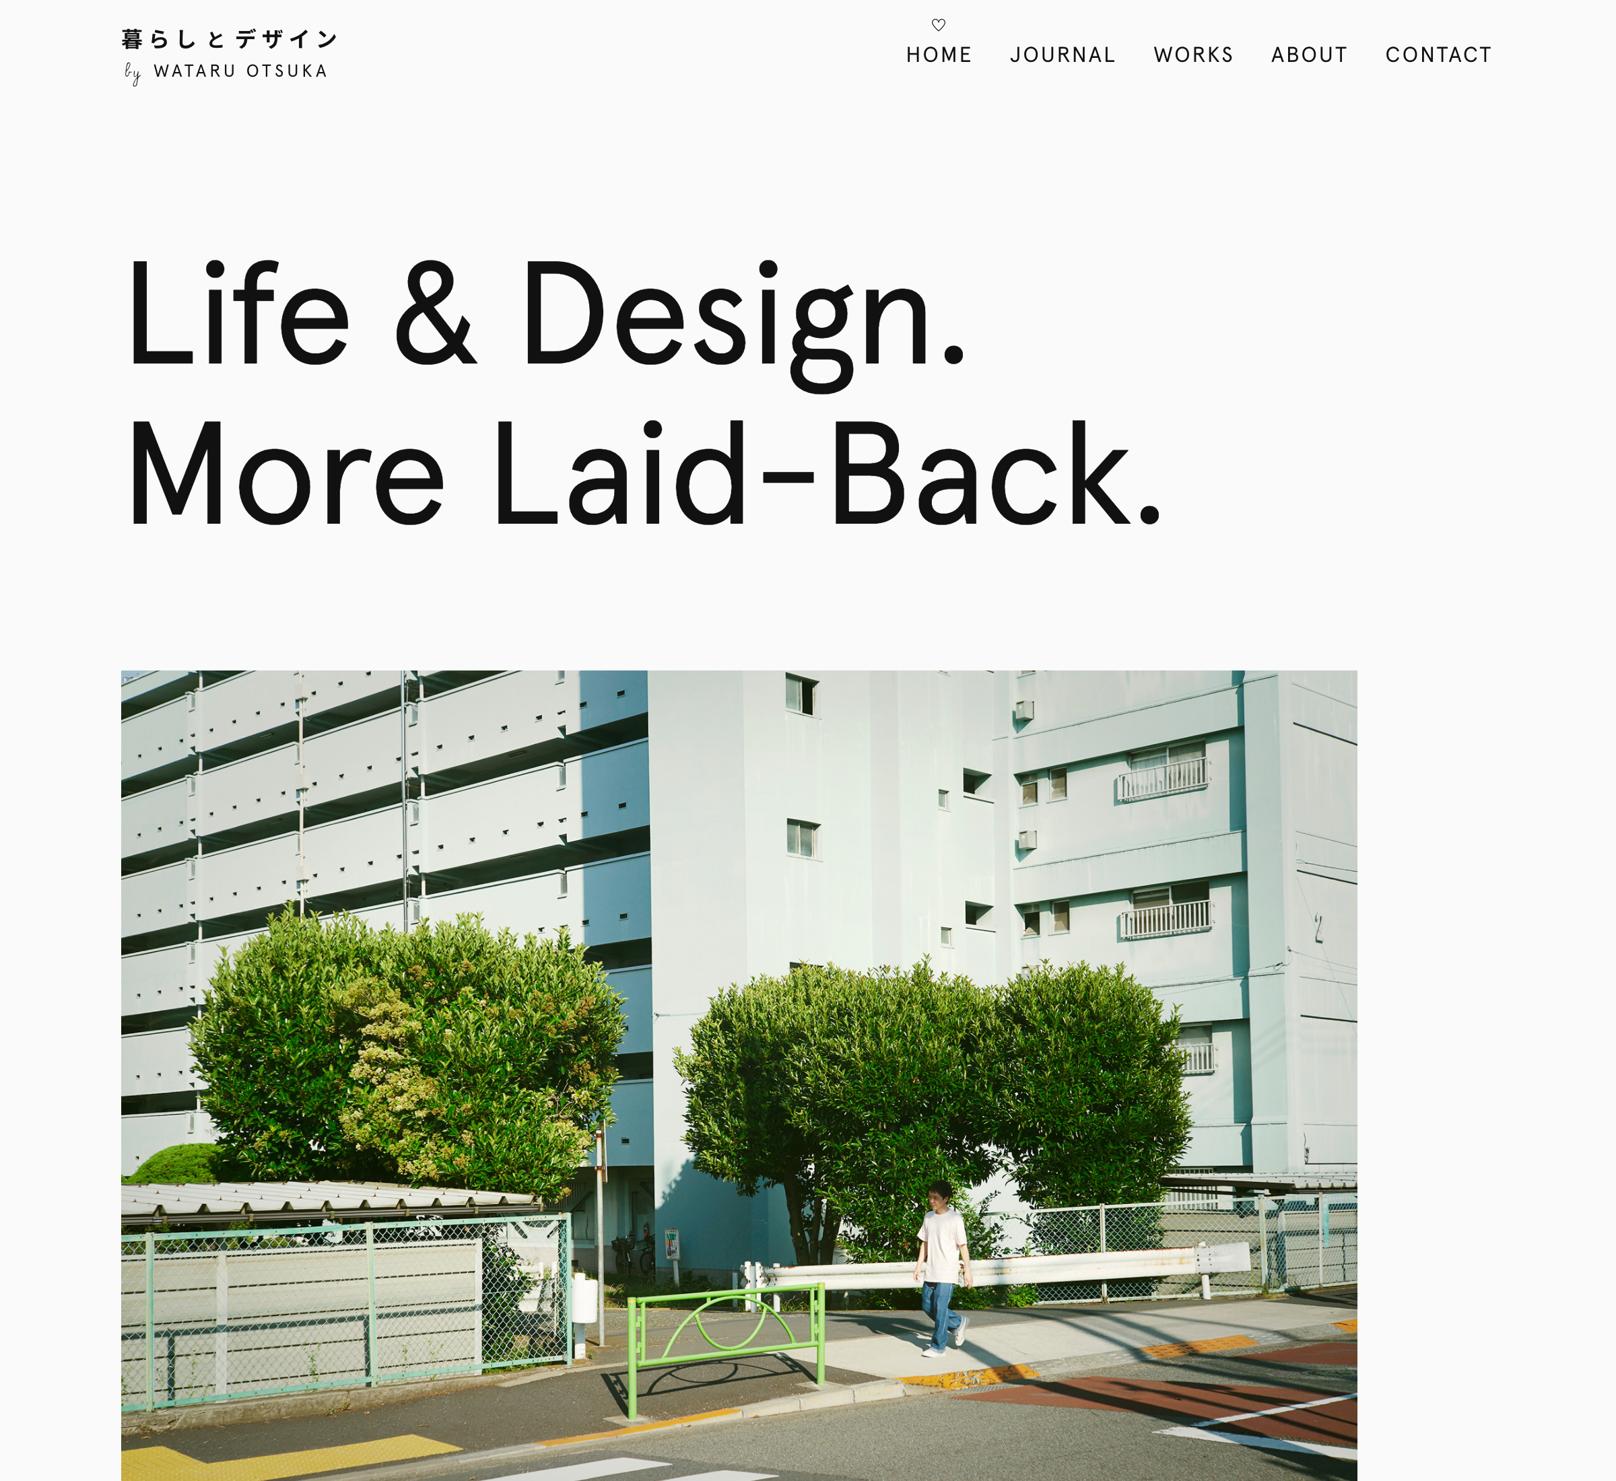 暮らしとデザイン
by WATARU OTSUKA
HOME JOURNAL WORKS ABOUT CONTACT
Life & Design.
More Laid-Back.